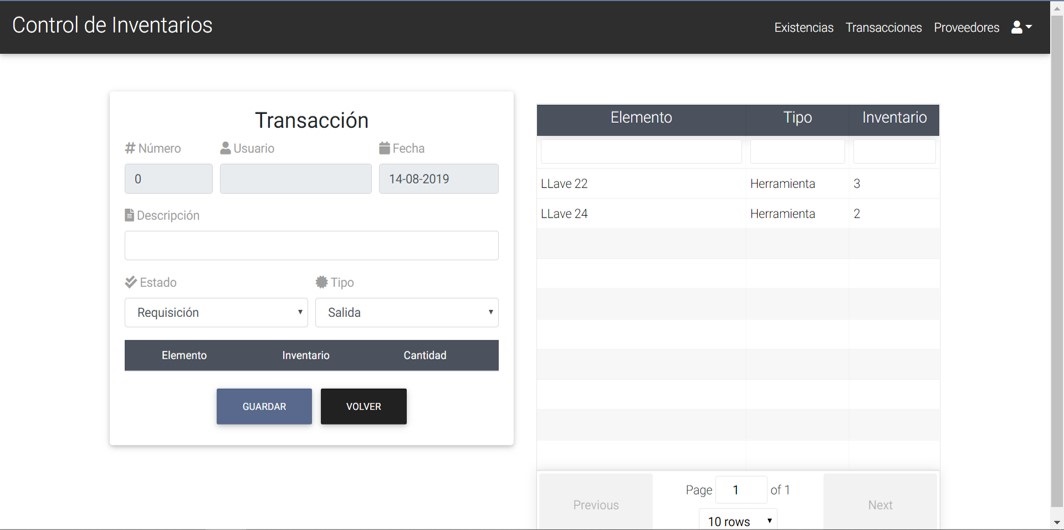 Control de Inventarios
Existencias Transacciones Proveedores
Transacción
Número Usuario Fecha
0 14-08-2019
Descripción
Estado Tipo
Requisición Salida
Elemento Inventario Cantidad
GUARDAR VOLVER
Elemento Tipo Inventario
LLave 22 Herramienta 3
LLave 24 Herramienta 2
Previous Page 1 of 1 Next
10 rows